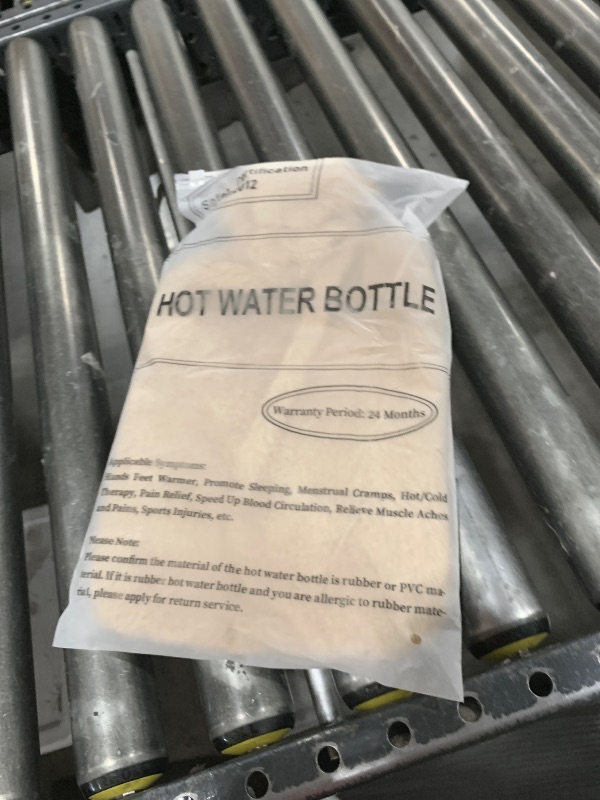 HOT WATER BOTTLE
Warranty Period: 24 Months
Applicable Symptoms:
Hands Feet Warmer, Promote Sleeping, Menstrual Cramps, Hot/Cold
Therapy, Pain Relief, Speed Up Blood Circulation, Relieve Muscle Aches
and Pains, Sports Injuries, etc.
Please Note:
Please confirm the material of the hot water bottle is rubber or PVC ma-
terial. If it is rubber hot water bottle and you are allergic to rubber mate-
rial, please apply for return service.